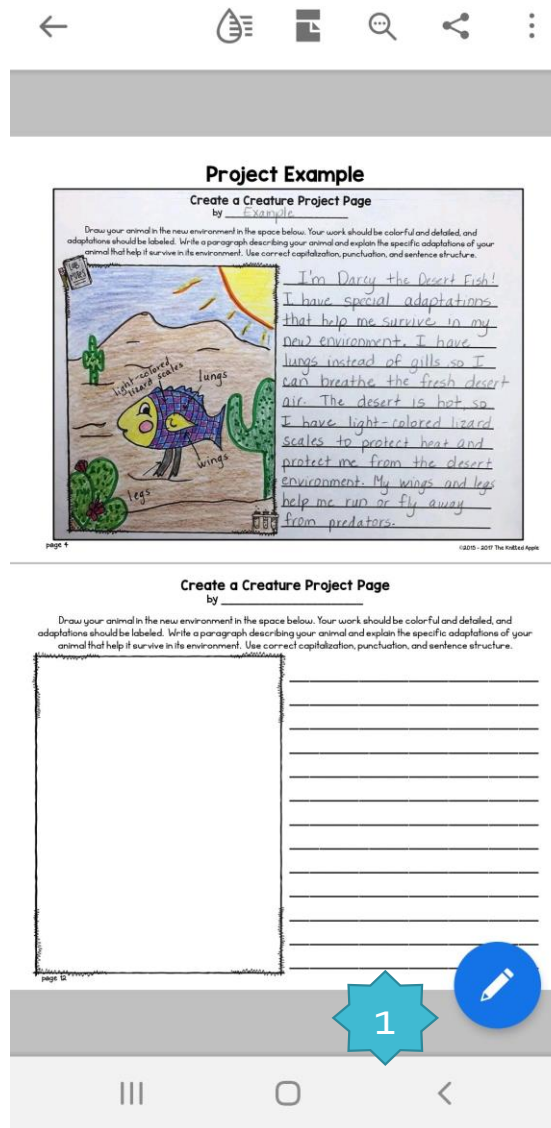 Project Example
Create a Creature Project Page
by Example
Draw your animal in the new environment in the space below. Your work should be colorful and detailed, and
adaptations should be labeled. Write a paragraph describing your animal and explain the specific adaptations of your
animal that help it survive in its environment. Use correct capitalization, punctuation, and sentence structure.
light-colored
lizard scales
lungs
wings
legs
I'm Darcy the Desert Fish!
I have special adaptations
that help me survive in my
new environment. I have
lungs instead of gills so I
can breathe the fresh desert
air. The desert is hot, so
I have light-colored lizard
scales to protect heat and
protect me from the desert
environment. My wings and legs
help me run or fly away
from predators.
page 4
©2015 - 2017 The Knitted Apple
Create a Creature Project Page
by
Draw your animal in the new environment in the space below. Your work should be colorful and detailed, and
adaptations should be labeled. Write a paragraph describing your animal and explain the specific adaptations of your
animal that help it survive in its environment. Use correct capitalization, punctuation, and sentence structure.
page 12
1